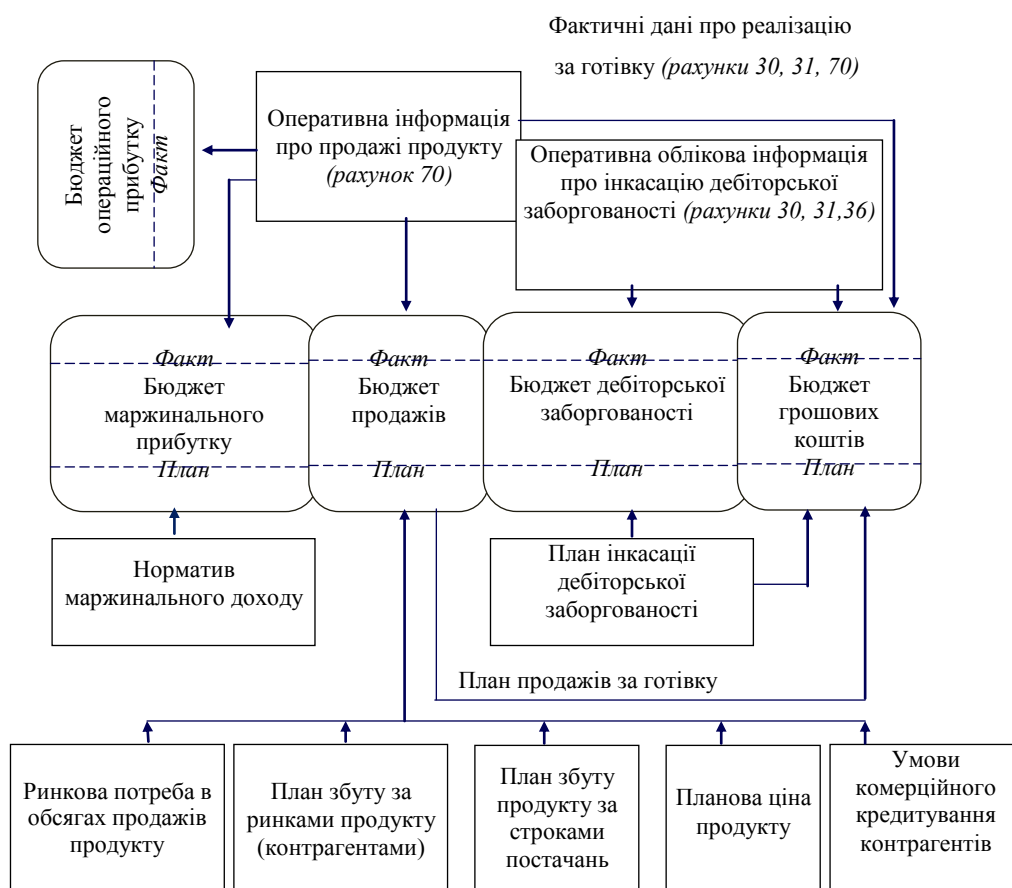 Фактичні дані про реалізацію
за готівку (рахунки 30, 31, 70)
Бюджет
операційного
прибутку
Факт
Оперативна інформація
про продажі продукту
(рахунок 70)
Оперативна облікова інформація
про інкасацію дебіторської
заборгованості (рахунки 30, 31,36)
Факт
Бюджет
маржинального
прибутку
План
Факт
Бюджет
продажів
План
Факт
Бюджет дебіторської
заборгованості
План
Факт
Бюджет
грошових
коштів
План
Норматив
маржинального доходу
План інкасації
дебіторської
заборгованості
План продажів за готівку
Ринкова потреба в
обсягах продажів
продукту
План збуту за
ринками продукту
(контрагентами)
План збуту
продукту за
строками
постачань
Планова ціна
продукту
Умови
комерційного
кредитування
контрагентів